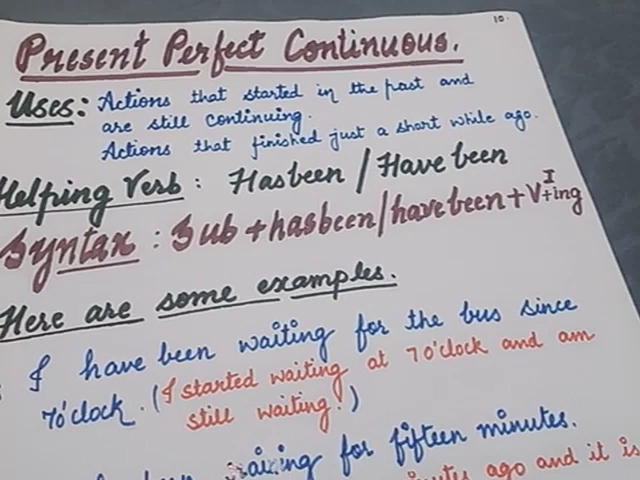 10.
Present Perfect Continuous.
Uses: Actions that started in the past and
are still continuing.
Actions that finished just a short while ago.
Helping Verb: Hasbeen / Have been
Syntax: Sub + hasbeen/havebeen + V I + ing
Here are some examples.
I have been waiting for the bus since
7o'clock. (I started waiting at 7o'clock and am
still waiting.)
for fifteen minutes.
ago and it is